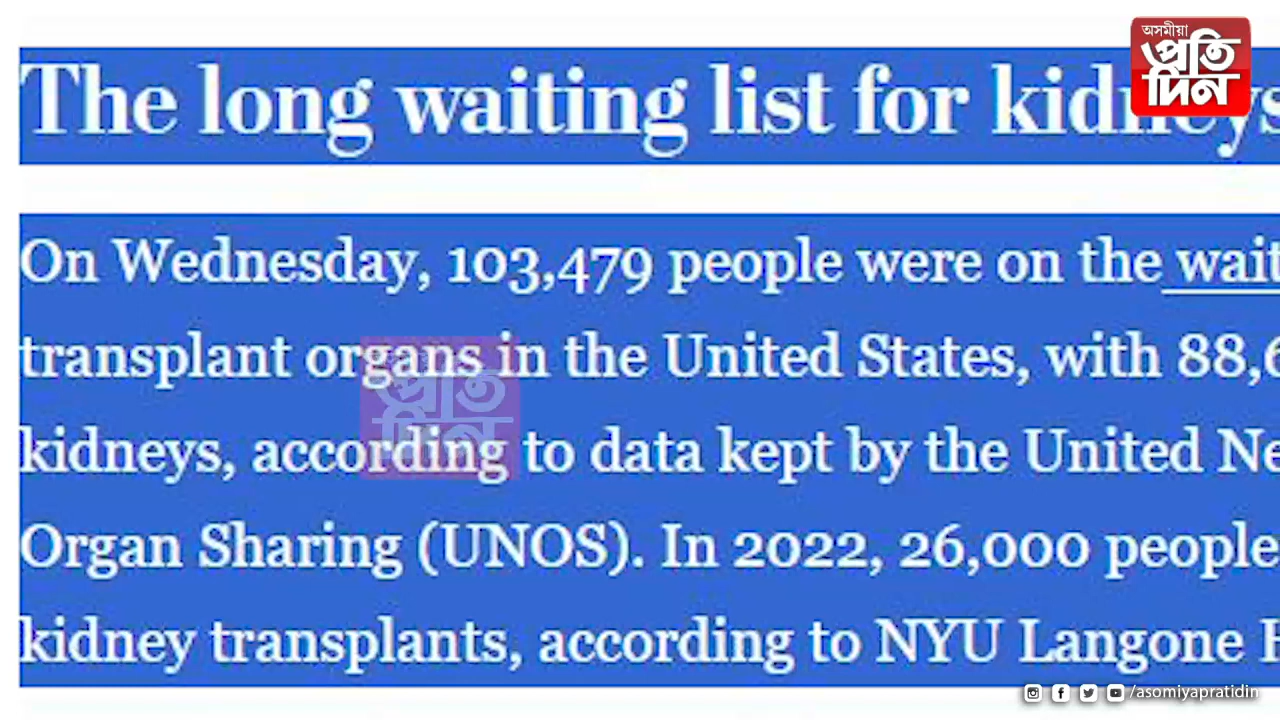 অসমীয়া
প্ৰতি
দিন
The long waiting list for kidneys
On Wednesday, 103,479 people were on the wait
transplant organs in the United States, with 88,6
kidneys, according to data kept by the United Ne
Organ Sharing (UNOS). In 2022, 26,000 people
kidney transplants, according to NYU Langone H
প্ৰতি
দিন
/asomiyapratidin